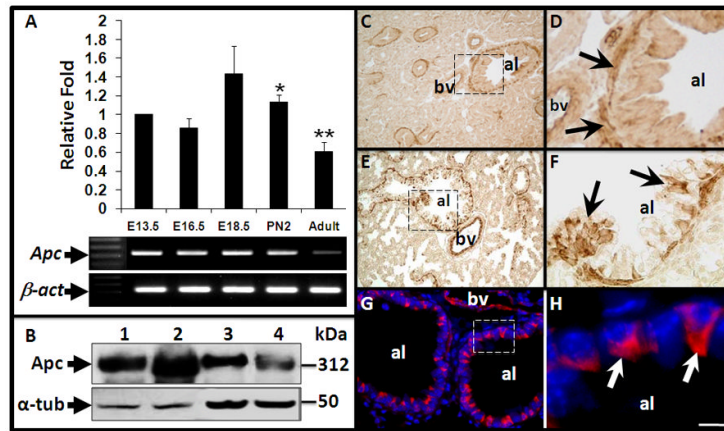 A
2
1.8
1.6
1.4
1.2
1
0.8
0.6
0.4
0.2
0
Relative Fold
*
**
E13.5 E16.5 E18.5 PN2 Adult
Apc
β-act
B
1 2 3 4 kDa
Apc
312
α-tub
50
C
al
bv
D
al
bv
E
al
bv
F
al
G
bv
al
al
H
al